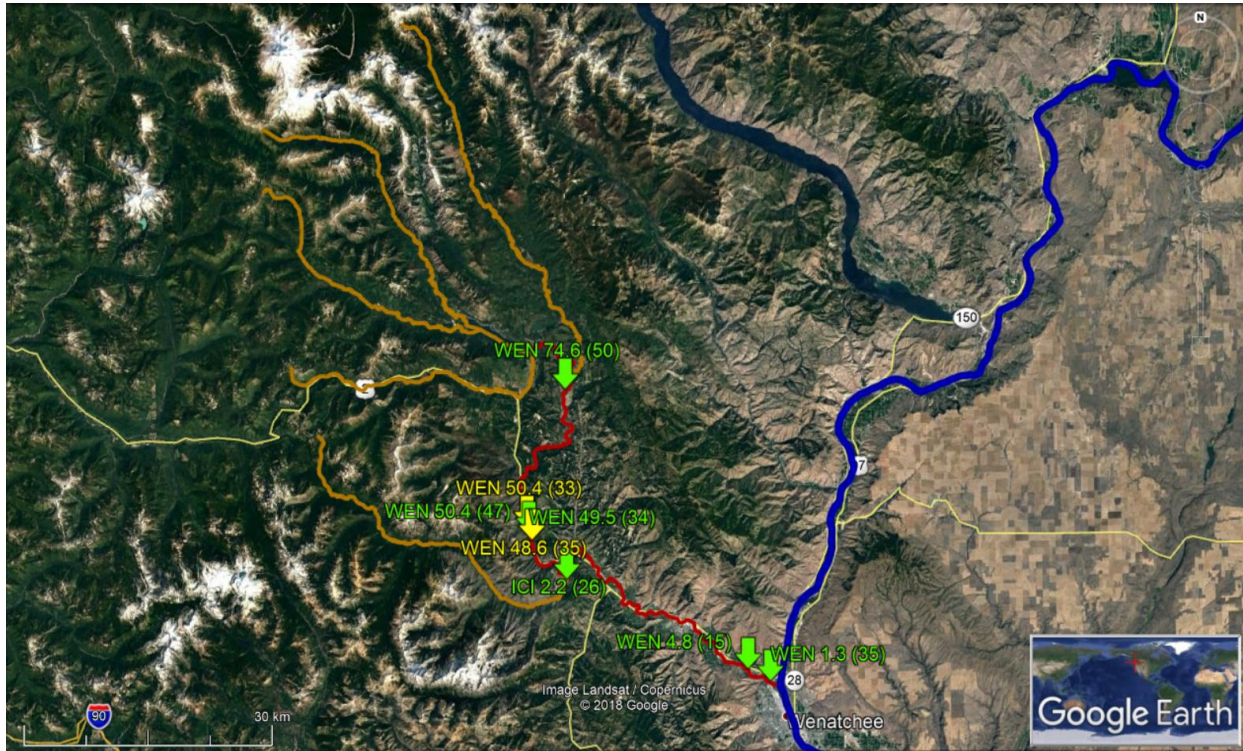 N
150
WEN 74.6 (50)
2
7
WEN 50.4 (33)
WEN 50.4 (47)
WEN 49.5 (34)
WEN 48.6 (35)
ICI 2.2 (26)
WEN 4.8 (15)
WEN 1.3 (35)
28
Image Landsat / Copernicus
© 2018 Google
Wenatchee
90
30 km
Google Earth